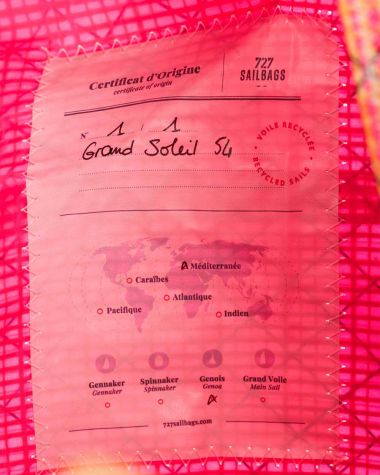 Certificat d'Origine
certificate of origin
727
SAILBAGS
N° 1 / 1
Grand Soleil 54
VOILE RECYCLÉE
RECYCLED SAILS
Méditerranée
Caraïbes
Atlantique
Pacifique
Indien
Gennaker Spinnaker Genois Grand Voile
Gennaker Spinnaker Genoa Main Sail
727sailbags.com